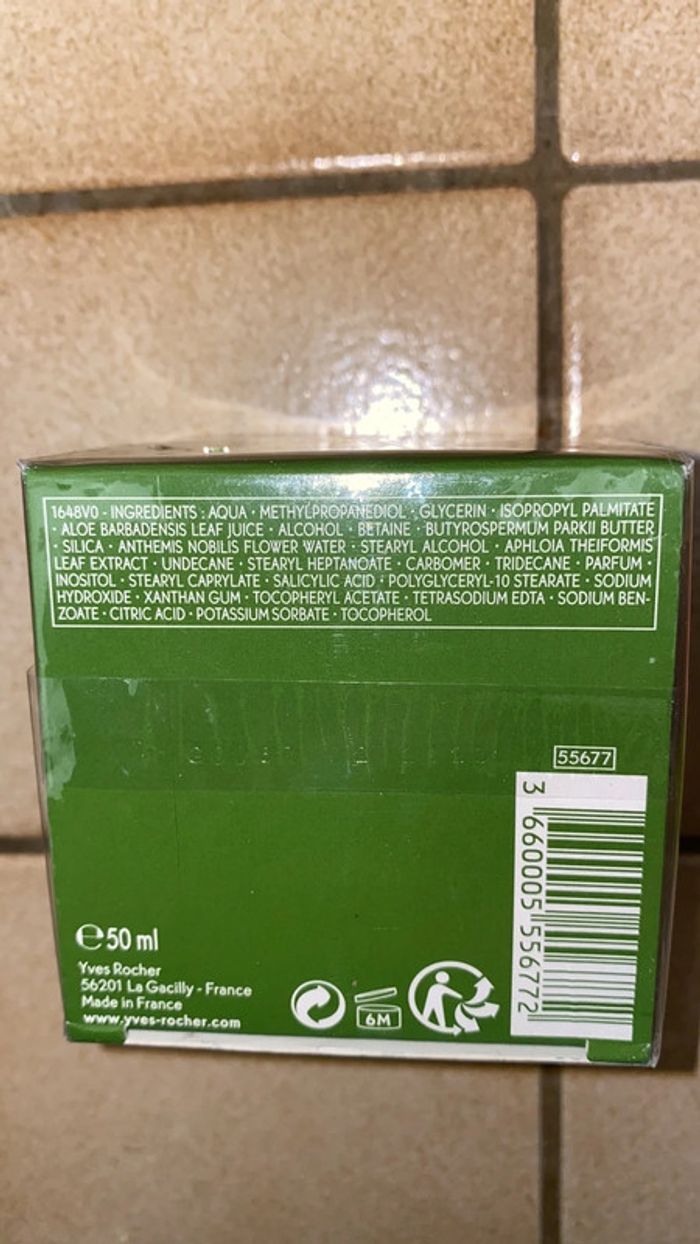 1648V0 - INGREDIENTS : AQUA · METHYLPROPANEDIOL · GLYCERIN · ISOPROPYL PALMITATE
· ALOE BARBADENSIS LEAF JUICE · ALCOHOL · BETAINE · BUTYROSPERMUM PARKII BUTTER
· SILICA · ANTHEMIS NOBILIS FLOWER WATER · STEARYL ALCOHOL · APHLOIA THEIFORMIS
LEAF EXTRACT · UNDECANE · STEARYL HEPTANOATE · CARBOMER · TRIDECANE · PARFUM ·
INOSITOL · STEARYL CAPRYLATE · SALICYLIC ACID · POLYGLYCERYL-10 STEARATE · SODIUM
HYDROXIDE · XANTHAN GUM · TOCOPHERYL ACETATE · TETRASODIUM EDTA · SODIUM BEN-
ZOATE · CITRIC ACID · POTASSIUM SORBATE · TOCOPHEROL
55677
3 660005 556772
e50 ml
Yves Rocher
56201 La Gacilly - France
Made in France
www.yves-rocher.com
6M